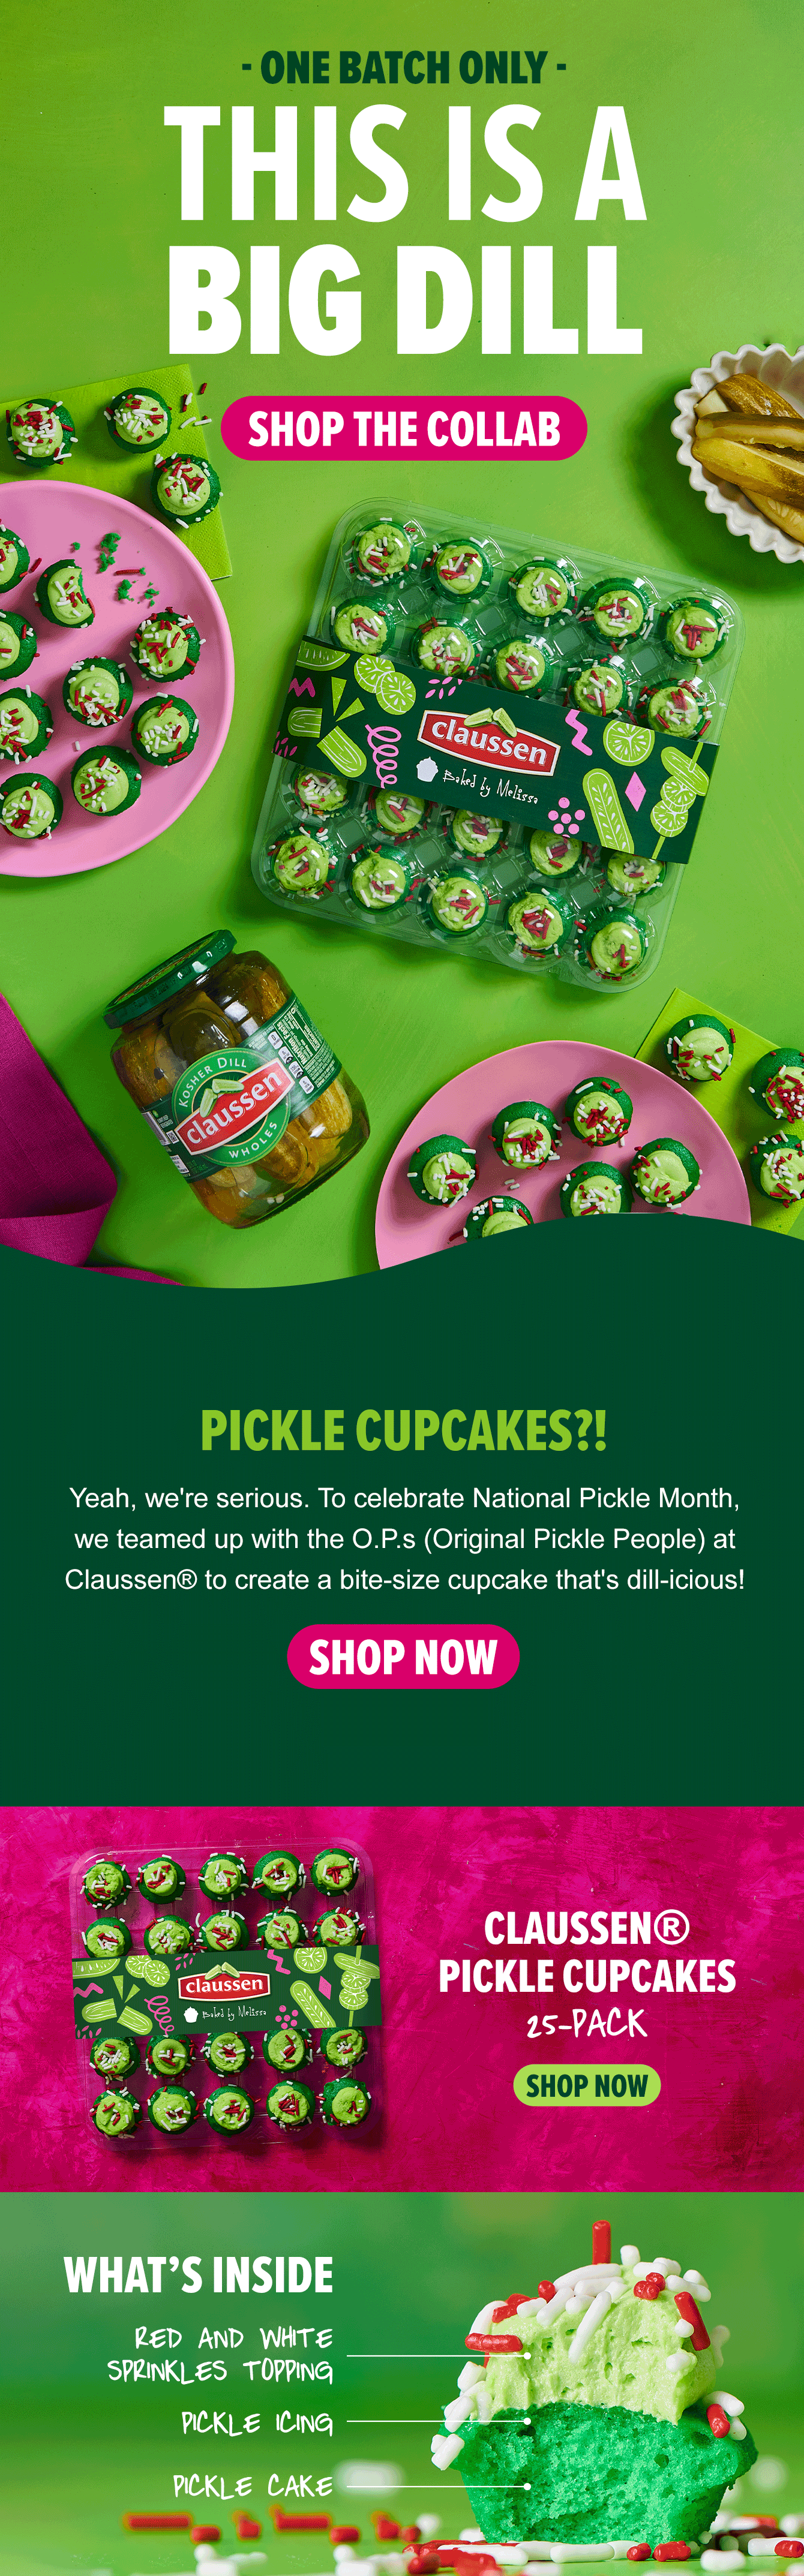 - ONE BATCH ONLY -
THIS IS A
BIG DILL
SHOP THE COLLAB
claussen
Baked by Melissa
KOSHER DILL
claussen
WHOLES
PICKLE CUPCAKES?!
Yeah, we're serious. To celebrate National Pickle Month,
we teamed up with the O.P.s (Original Pickle People) at
Claussen® to create a bite-size cupcake that's dill-icious!
SHOP NOW
claussen
Baked by Melissa
CLAUSSEN®
PICKLE CUPCAKES
25-PACK
SHOP NOW
WHAT'S INSIDE
RED AND WHITE
SPRINKLES TOPPING
PICKLE ICING
PICKLE CAKE